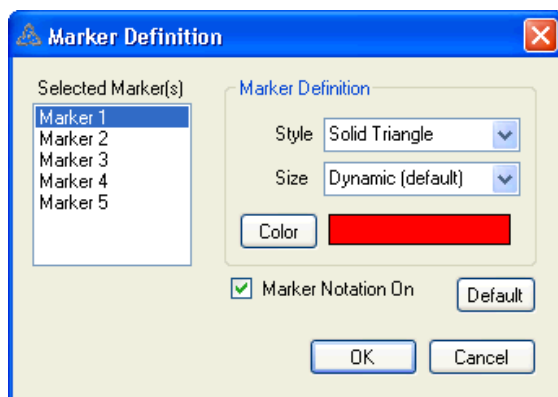 Marker Definition
Selected Marker(s)
Marker 1
Marker 2
Marker 3
Marker 4
Marker 5
Marker Definition
Style Solid Triangle
Size Dynamic (default)
Color
Marker Notation On
Default
OK Cancel